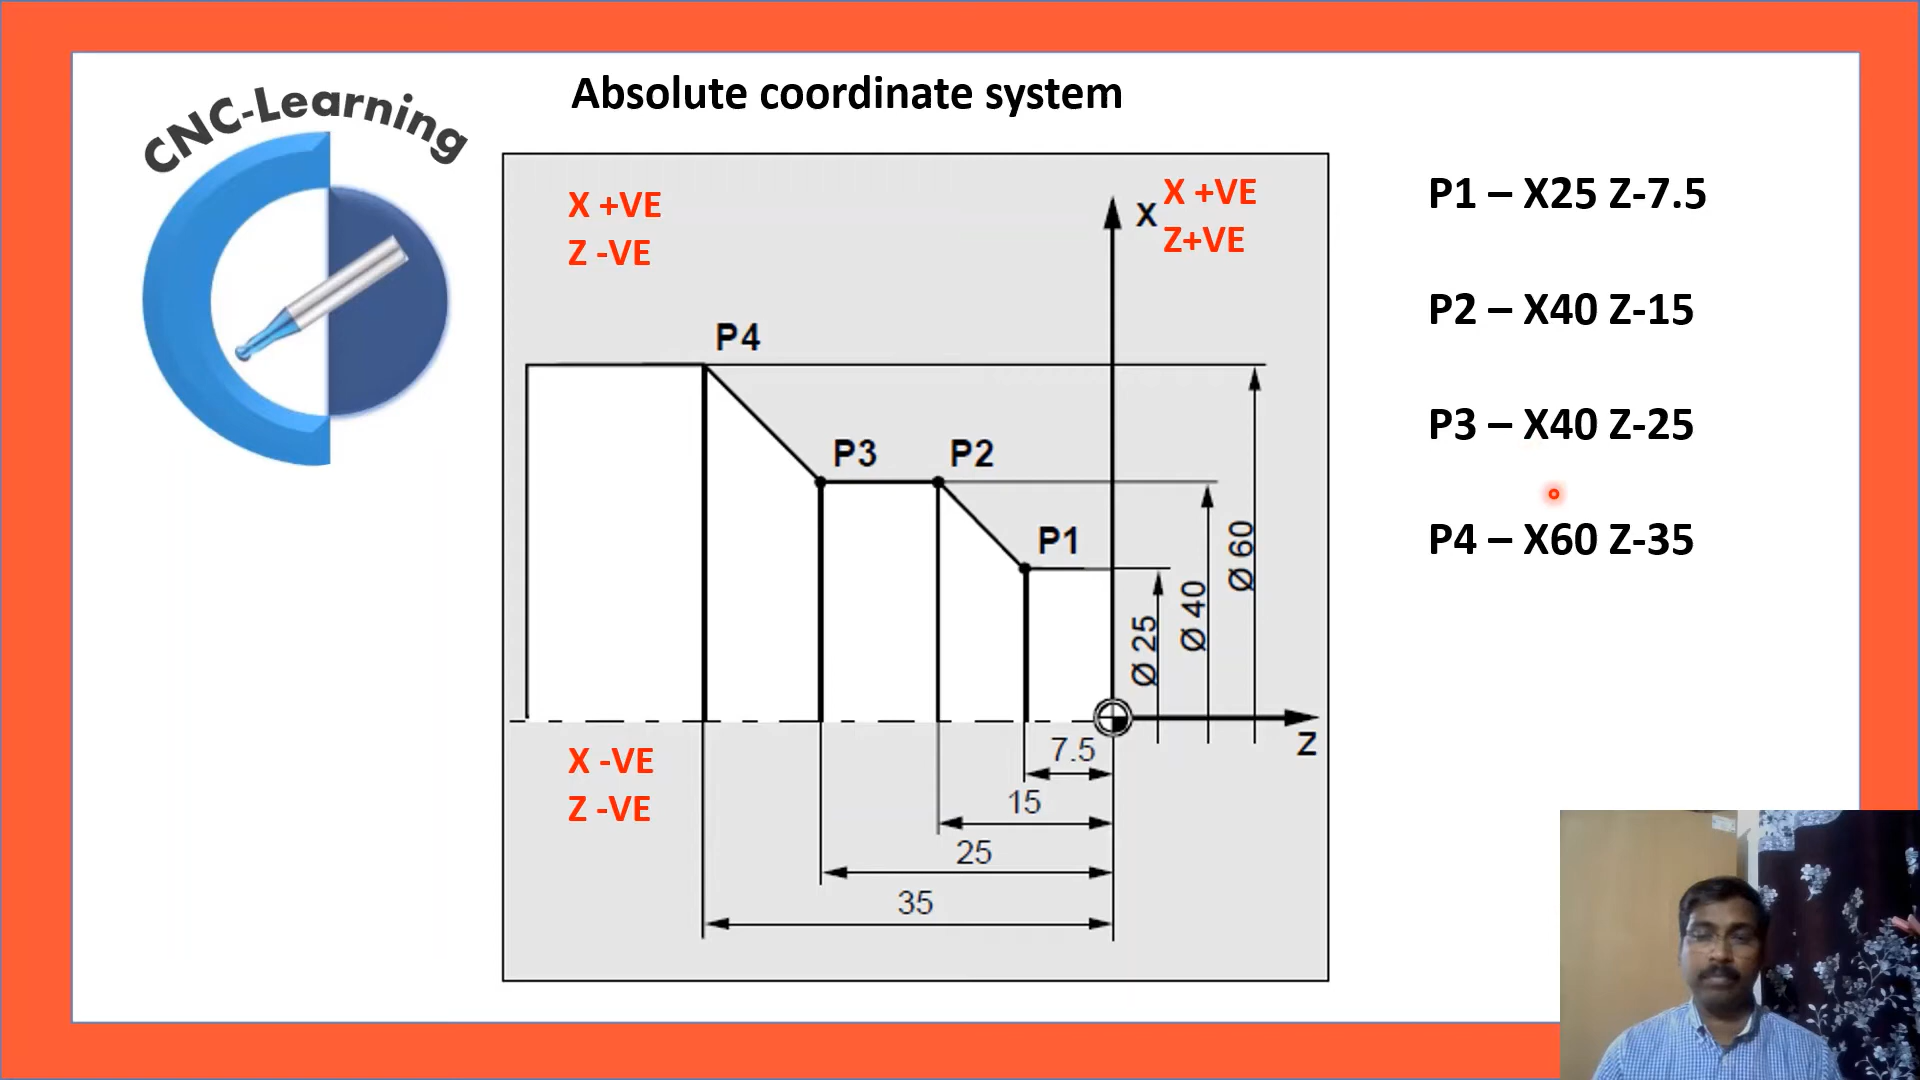 CNC-Learning
Absolute coordinate system
X +VE
Z -VE
X
X +VE
Z+VE
P4
P3
P2
P1
Ø 25
Ø 40
Ø 60
Z
X -VE
Z -VE
7.5
15
25
35
P1 – X25 Z-7.5
P2 – X40 Z-15
P3 – X40 Z-25
P4 – X60 Z-35